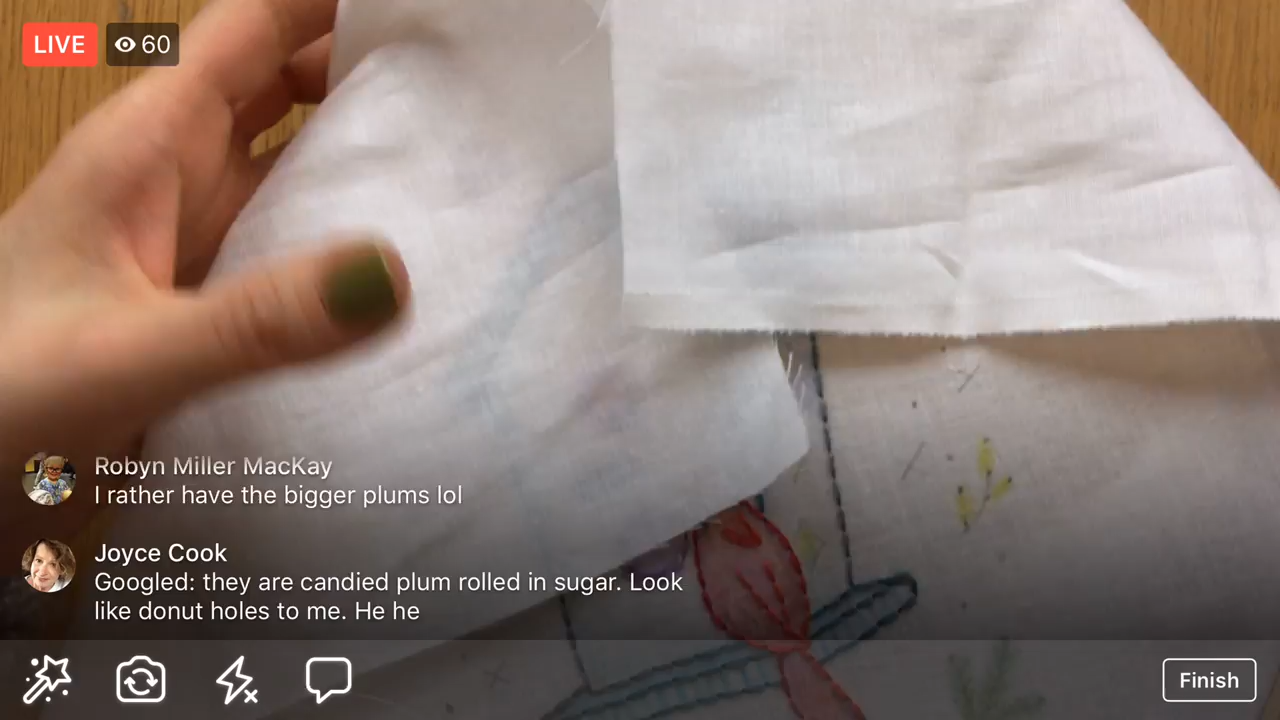 LIVE
60
Robyn Miller MacKay
I rather have the bigger plums lol
Joyce Cook
Googled: they are candied plum rolled in sugar. Look
like donut holes to me. He he
Finish